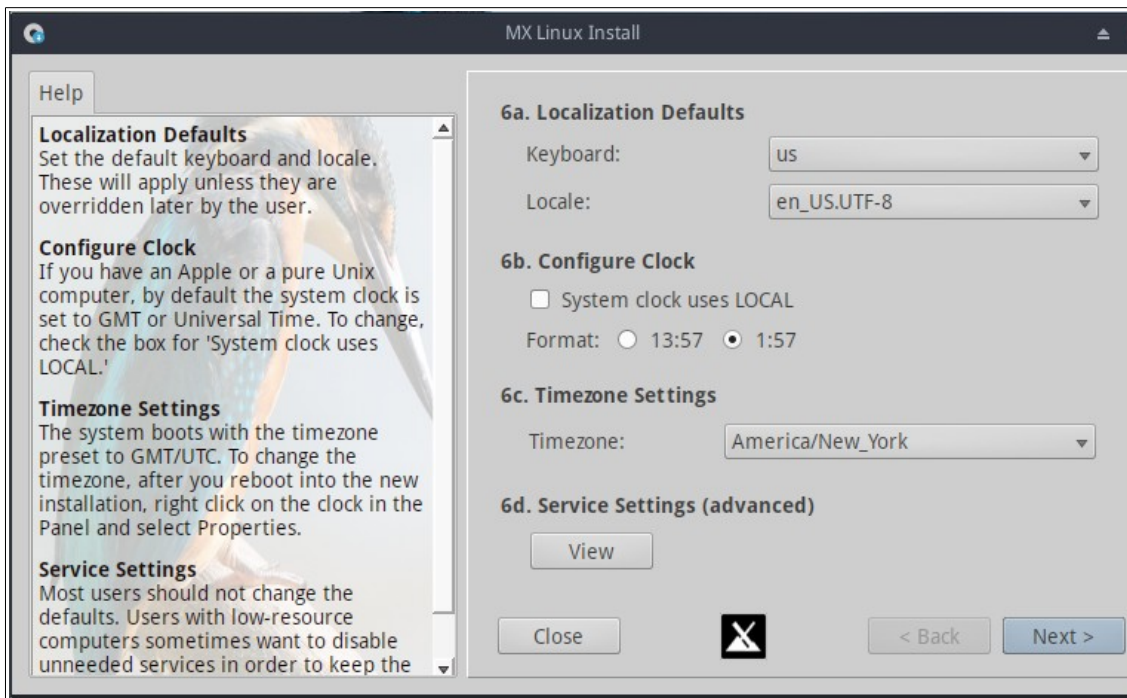 MX Linux Install
Help
Localization Defaults
Set the default keyboard and locale.
These will apply unless they are
overridden later by the user.
Configure Clock
If you have an Apple or a pure Unix
computer, by default the system clock is
set to GMT or Universal Time. To change,
check the box for 'System clock uses
LOCAL.'
Timezone Settings
The system boots with the timezone
preset to GMT/UTC. To change the
timezone, after you reboot into the new
installation, right click on the clock in the
Panel and select Properties.
Service Settings
Most users should not change the
defaults. Users with low-resource
computers sometimes want to disable
unneeded services in order to keep the
6a. Localization Defaults
Keyboard: us
Locale: en_US.UTF-8
6b. Configure Clock
System clock uses LOCAL
Format: 13:57 1:57
6c. Timezone Settings
Timezone: America/New_York
6d. Service Settings (advanced)
View
Close < Back Next >